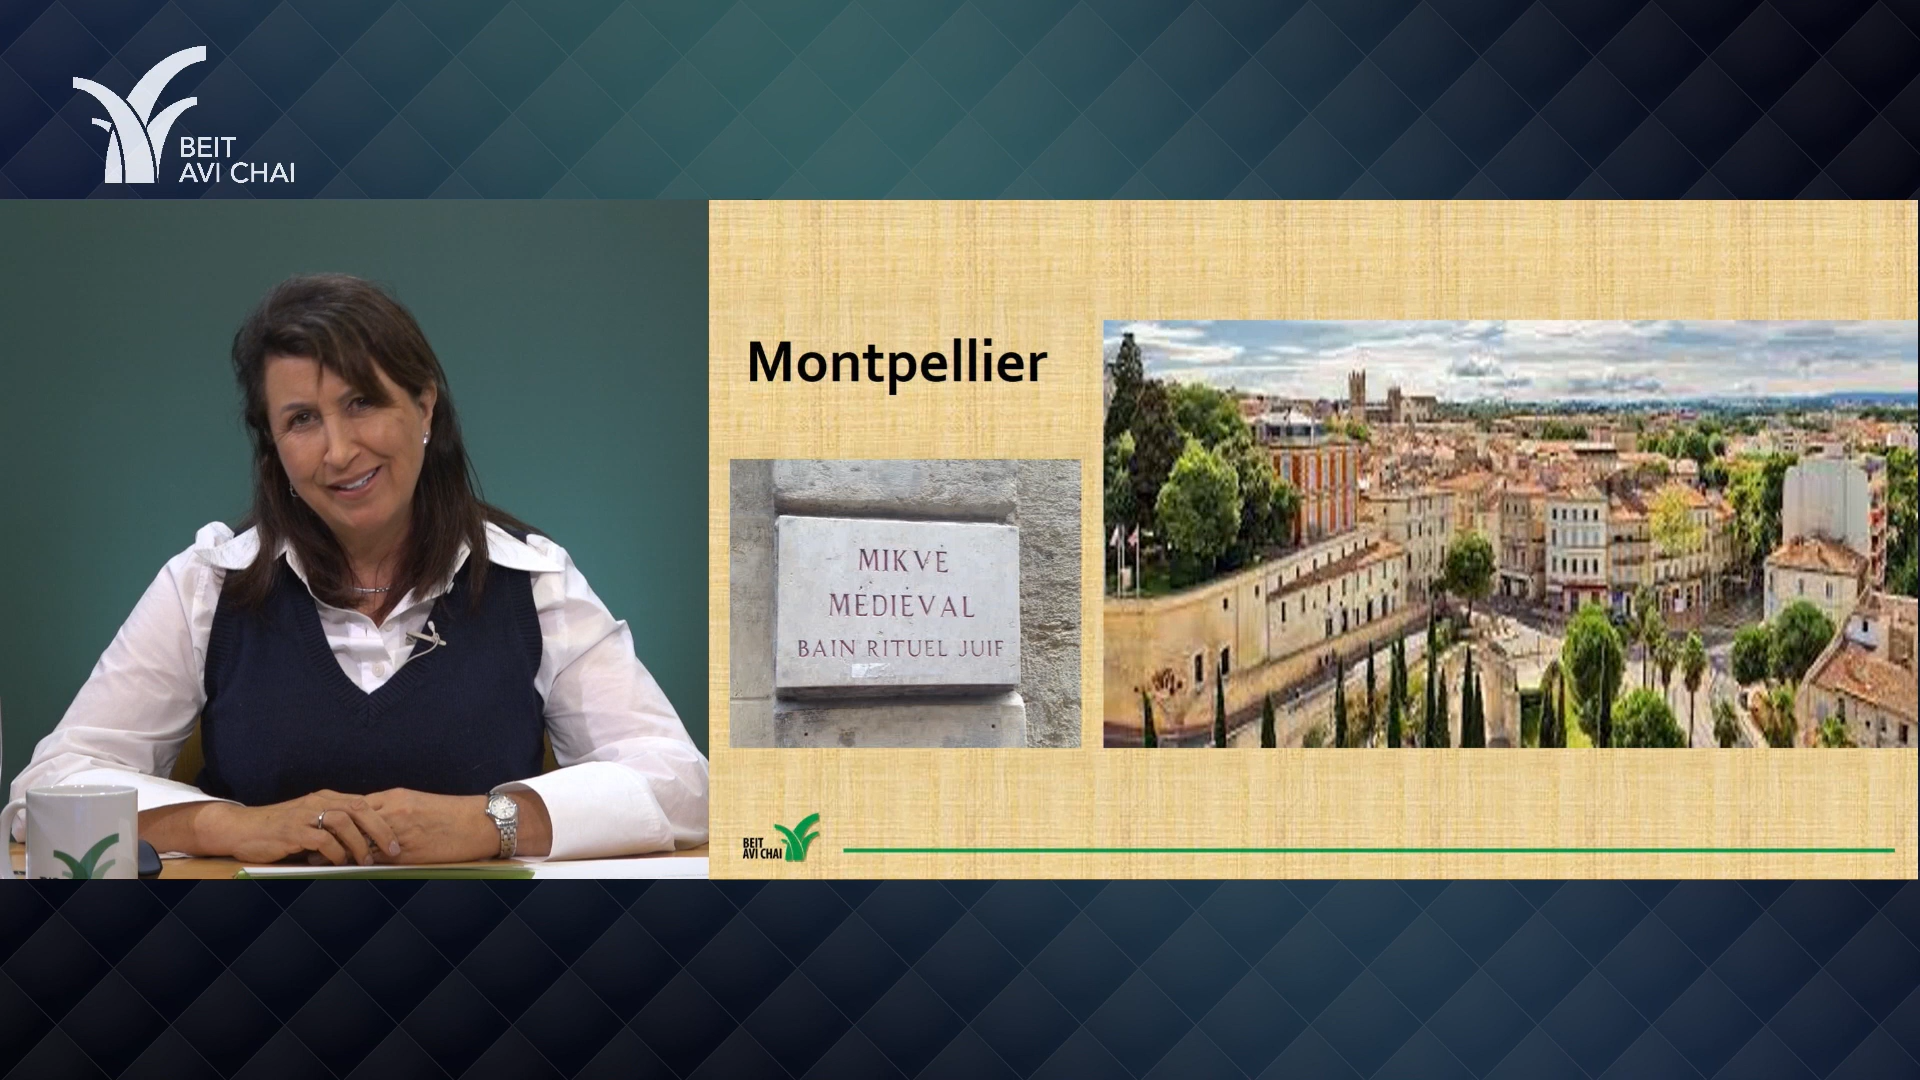 BEIT
AVI CHAI
Montpellier
MIKVÉ
MÉDIÉVAL
BAIN RITUEL JUIF
BEIT
AVI CHAI